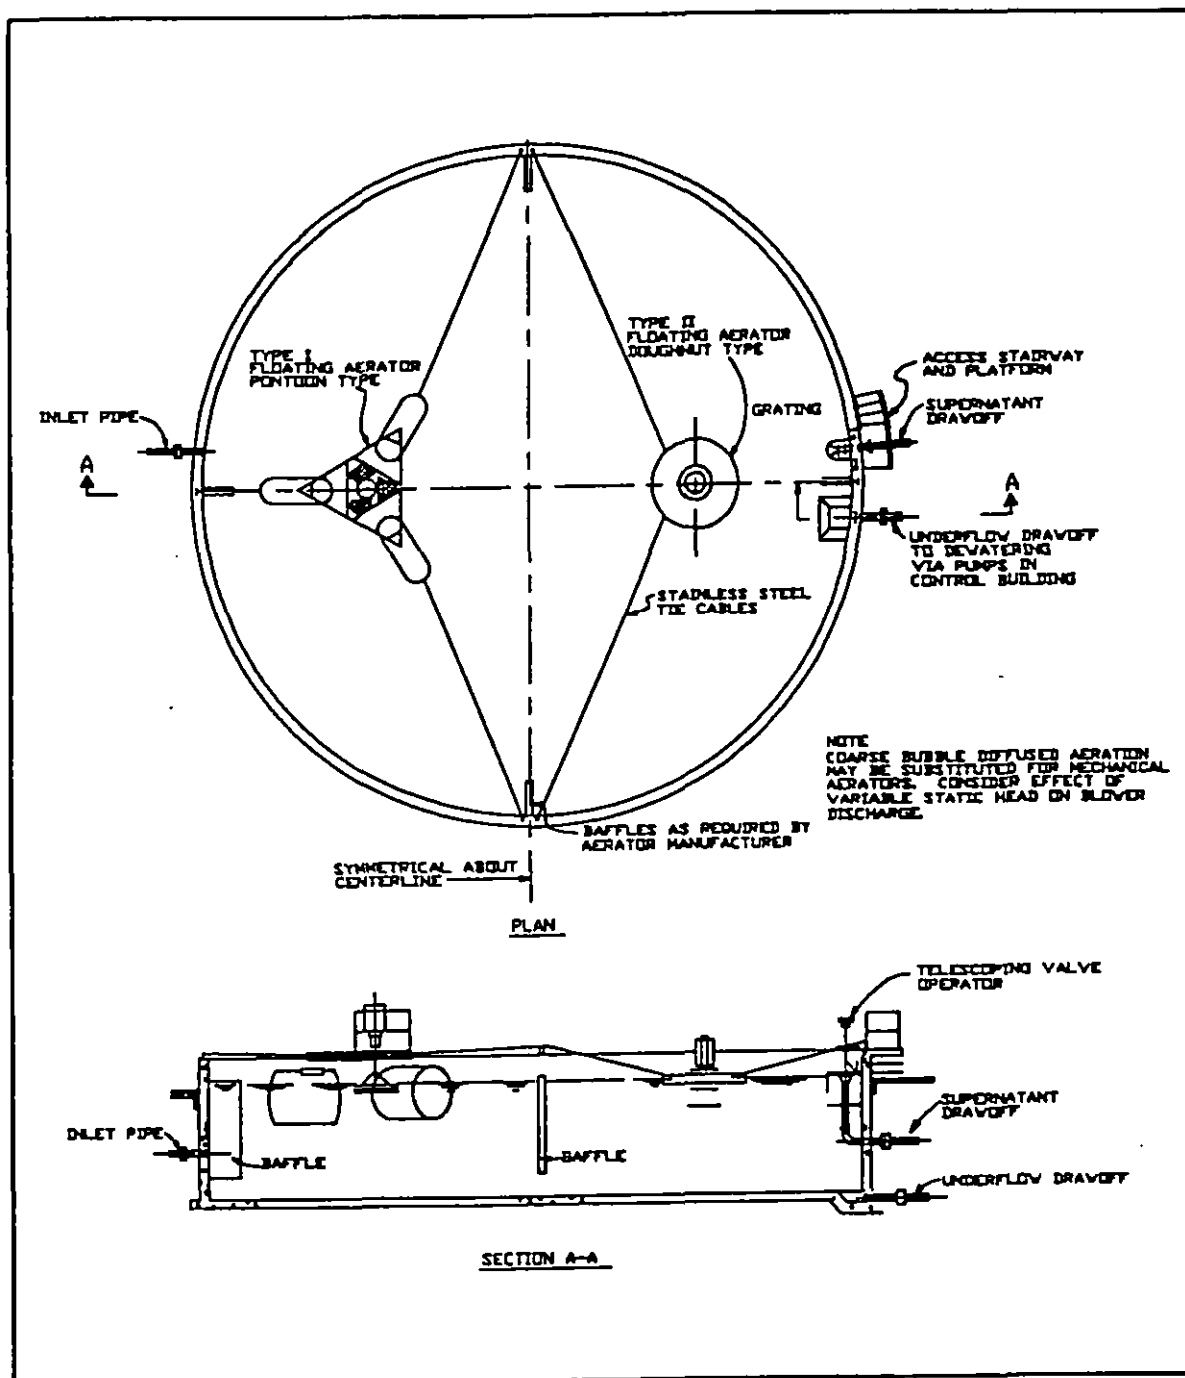 TYPE I
FLOATING AERATOR
PONTOON TYPE
TYPE II
FLOATING AERATOR
DOUGHNUT TYPE
ACCESS STAIRWAY
AND PLATFORM
INLET PIPE
GRATING
SUPERNATANT
DRAWOFF
A
A
UNDERFLOW DRAWOFF
TO DEWATERING
VIA PUMPS IN
CONTROL BUILDING
STAINLESS STEEL
TIE CABLES
NOTE
COARSE BUBBLE DIFFUSED AERATION
MAY BE SUBSTITUTED FOR MECHANICAL
AERATORS. CONSIDER EFFECT OF
VARIABLE STATIC HEAD ON BLOWER
DISCHARGE.
BAFFLES AS REQUIRED BY
AERATOR MANUFACTURER
SYMMETRICAL ABOUT
CENTERLINE
PLAN
TELESCOPING VALVE
OPERATOR
SUPERNATANT
DRAWOFF
INLET PIPE
BAFFLE
BAFFLE
UNDERFLOW DRAWOFF
SECTION A-A